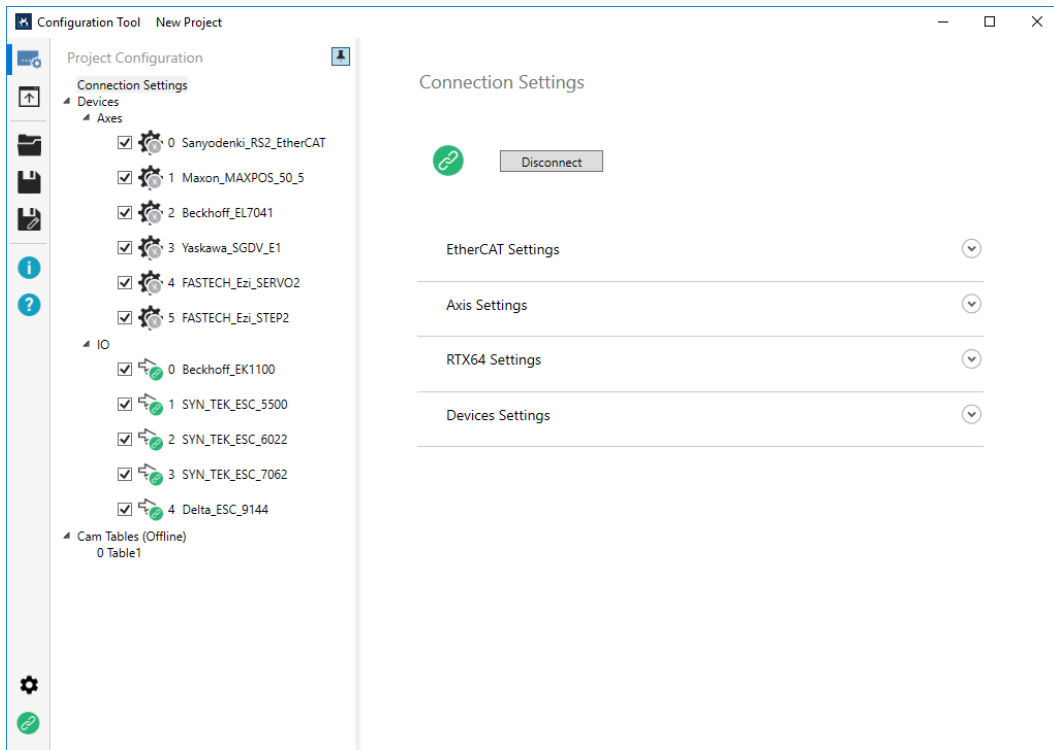 Configuration Tool New Project
Project Configuration
Connection Settings
Devices
Axes
0 Sanyodenki_RS2_EtherCAT
1 Maxon_MAXPOS_50_5
2 Beckhoff_EL7041
3 Yaskawa_SGDV_E1
4 FASTECH_Ezi_SERVO2
5 FASTECH_Ezi_STEP2
IO
0 Beckhoff_EK1100
1 SYN_TEK_ESC_5500
2 SYN_TEK_ESC_6022
3 SYN_TEK_ESC_7062
4 Delta_ESC_9144
Cam Tables (Offline)
0 Table1
Connection Settings
Disconnect
EtherCAT Settings
Axis Settings
RTX64 Settings
Devices Settings